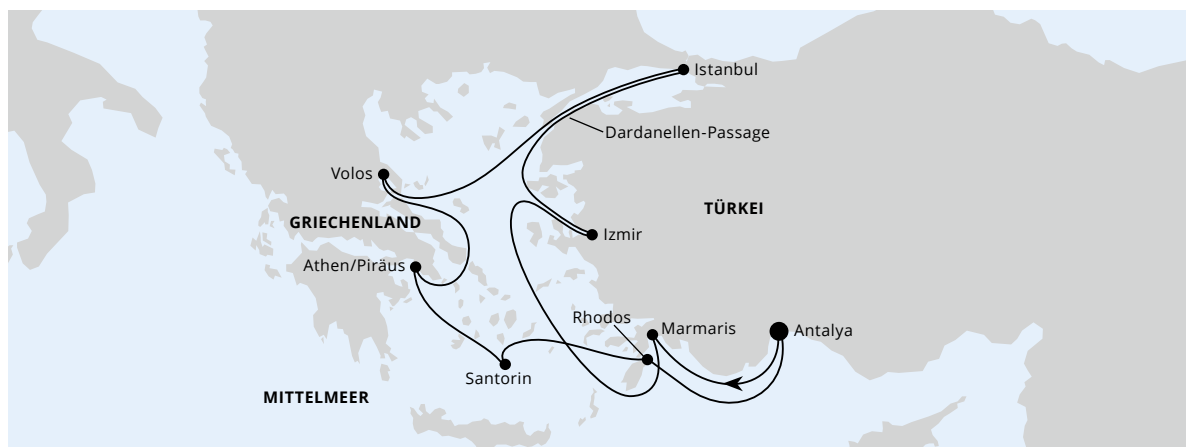 Istanbul
Dardanellen-Passage
Volos
TÜRKEI
GRIECHENLAND
Izmir
Athen/Piräus
Rhodos
Marmaris
Antalya
Santorin
MITTELMEER